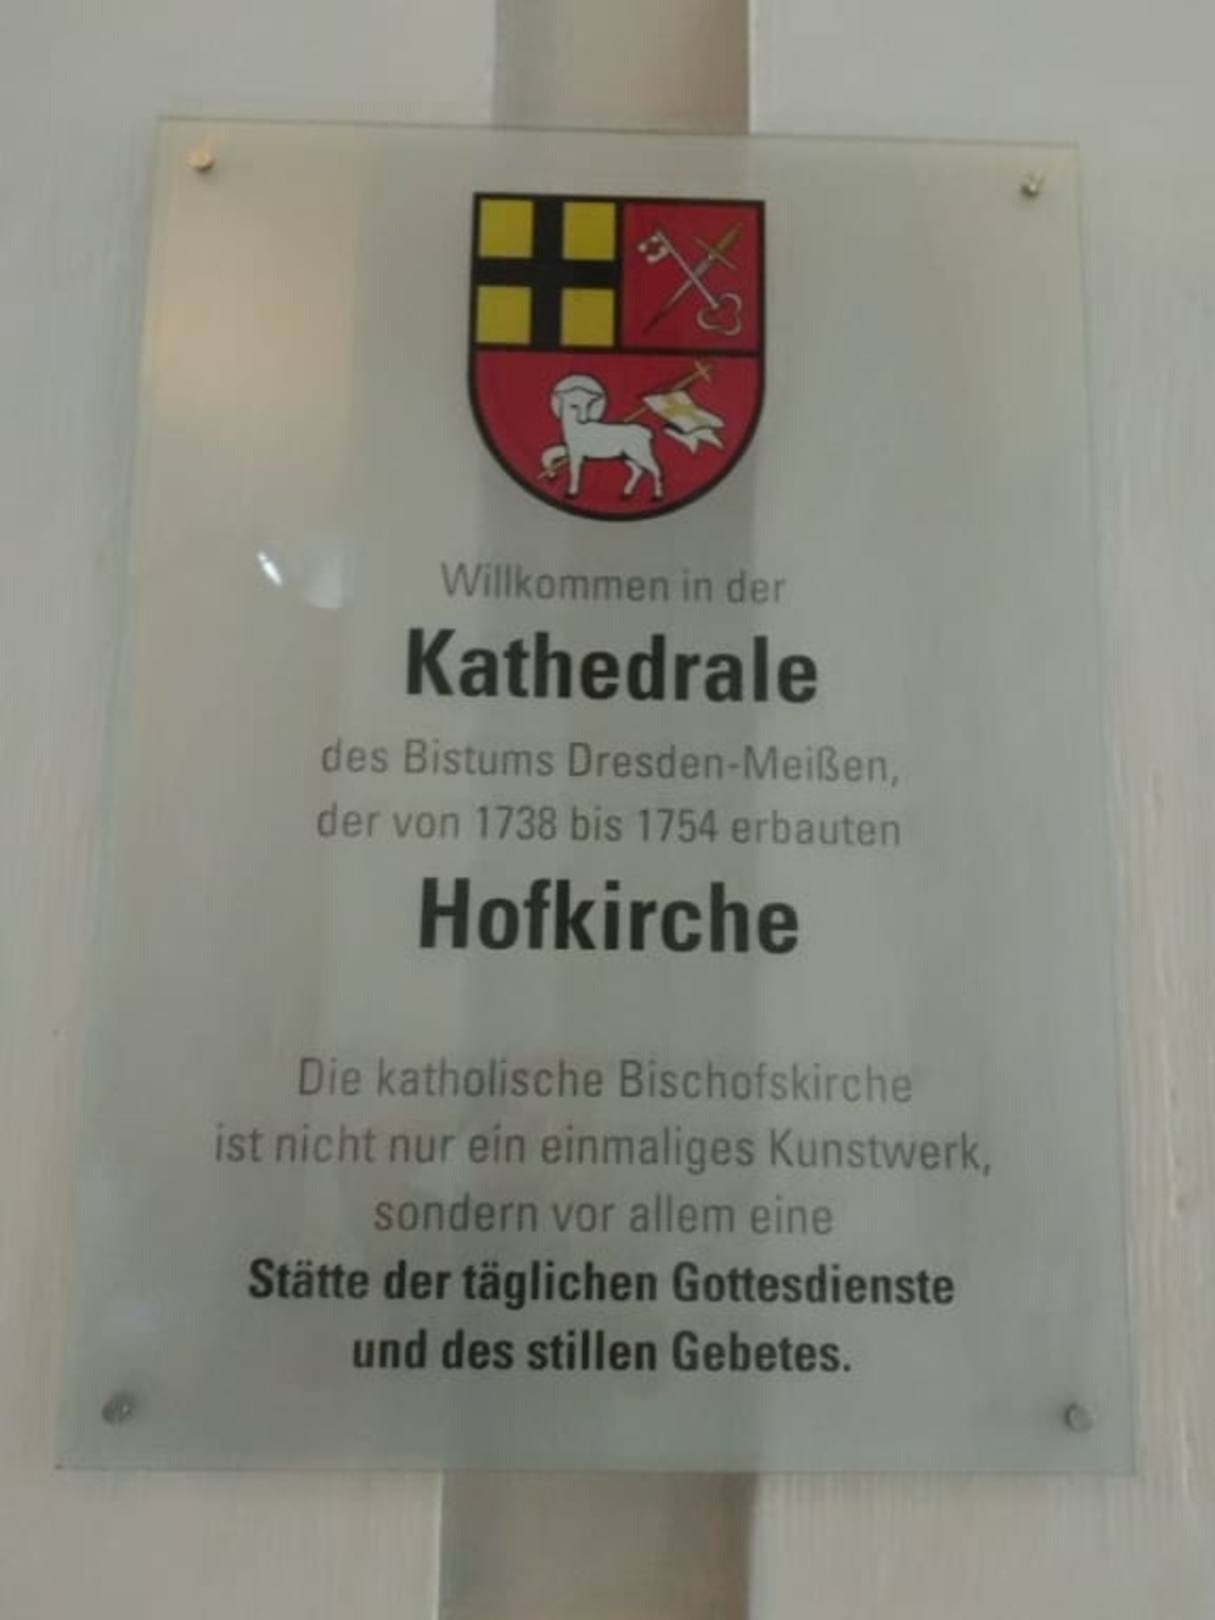 Willkommen in der
Kathedrale
des Bistums Dresden-Meißen,
der von 1738 bis 1754 erbauten
Hofkirche
Die katholische Bischofskirche
ist nicht nur ein einmaliges Kunstwerk,
sondern vor allem eine
Stätte der täglichen Gottesdienste
und des stillen Gebetes.